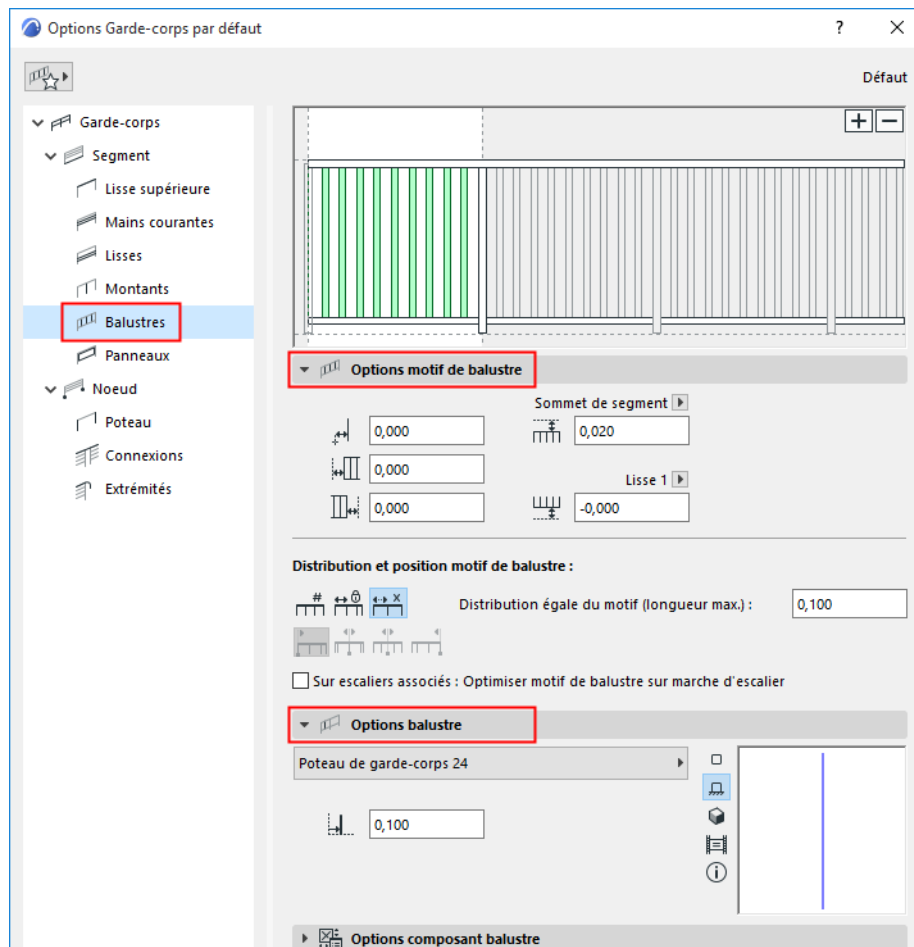 Options Garde-corps par défaut
?
Défaut
Garde-corps
Segment
Lisse supérieure
Mains courantes
Lisses
Montants
Balustres
Panneaux
Noeud
Poteau
Connexions
Extrémités
Options motif de balustre
Sommet de segment
0,000
0,020
0,000
Lisse 1
0,000
-0,000
Distribution et position motif de balustre :
#
x
Distribution égale du motif (longueur max.) :
0,100
Sur escaliers associés : Optimiser motif de balustre sur marche d'escalier
Options balustre
Poteau de garde-corps 24
0,100
Options composant balustre